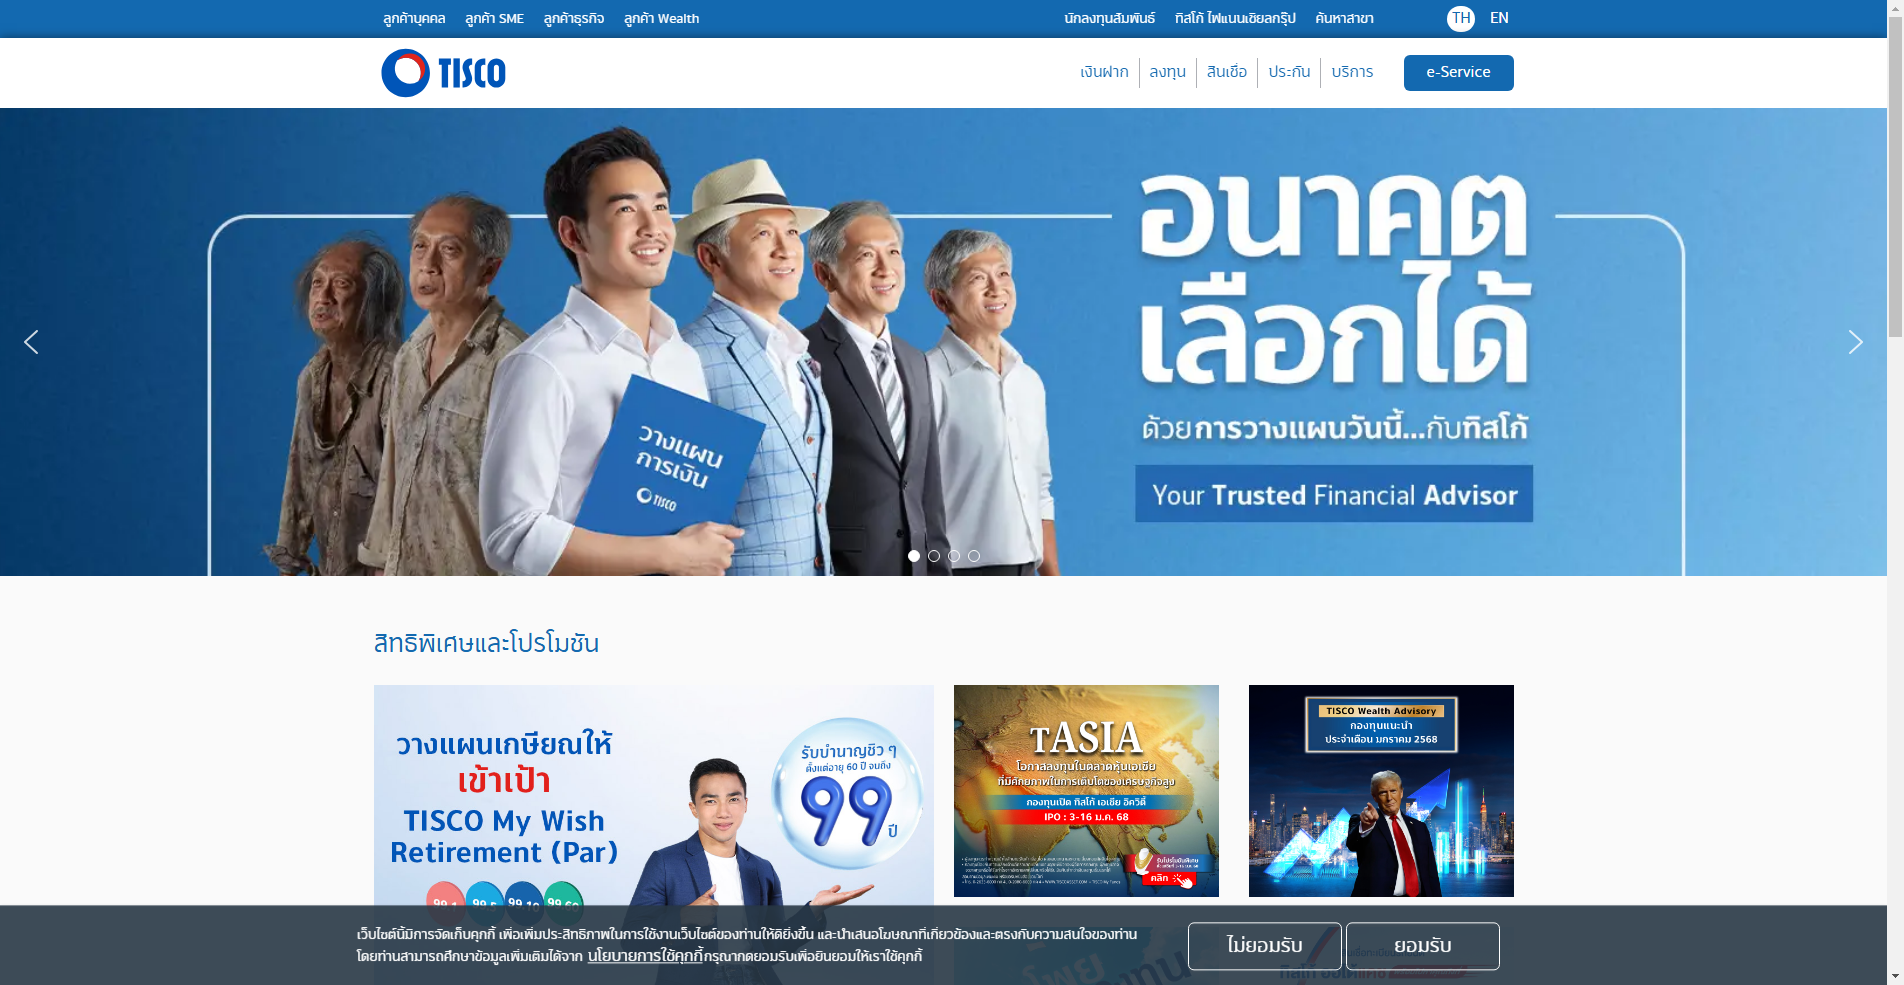 ลูกค้าบุคคล ลูกค้า SME ลูกค้าธุรกิจ ลูกค้า Wealth
นักลงทุนสัมพันธ์ ทิสโก้ ไฟแนนเชียลกรุ๊ป ค้นหาสาขา
TH EN
TISCO
เงินฝาก ลงทุน สินเชื่อ ประกัน บริการ
e-Service
อนาคต
เลือกได้
ด้วยการวางแผนวันนี้...กับทิสโก้
Your Trusted Financial Advisor
วางแผน
การเงิน
TISCO
สิทธิพิเศษและโปรโมชัน
วางแผนเกษียณให้
เข้าเป้า
TISCO My Wish
Retirement (Par)
รับบำนาญชิว ๆ
ตั้งแต่อายุ 60 ปี จนถึง
99
ปี
99.1 99.5 99.10 99.60
tASIA
โอกาสลงทุนในตลาดหุ้นเอเชีย
ที่มีศักยภาพในการเติบโตของเศรษฐกิจสูง
กองทุนเปิด ทิสโก้ เอเชีย อิควิตี้
IPO : 3-16 ม.ค. 68
คลิก
TISCO Wealth Advisory
กองทุนแนะนำ
ประจำเดือน มกราคม 2568
เว็บไซต์นี้มีการจัดเก็บคุกกี้ เพื่อเพิ่มประสิทธิภาพในการใช้งานเว็บไซต์ของท่านให้ดียิ่งขึ้น และนำเสนอโฆษณาที่เกี่ยวข้องและตรงกับความสนใจของท่าน
โดยท่านสามารถศึกษาข้อมูลเพิ่มเติมได้จาก นโยบายการใช้คุกกี้กรุณากดยอมรับเพื่อยินยอมให้เราใช้คุกกี้
ไม่ยอมรับ
ยอมรับ